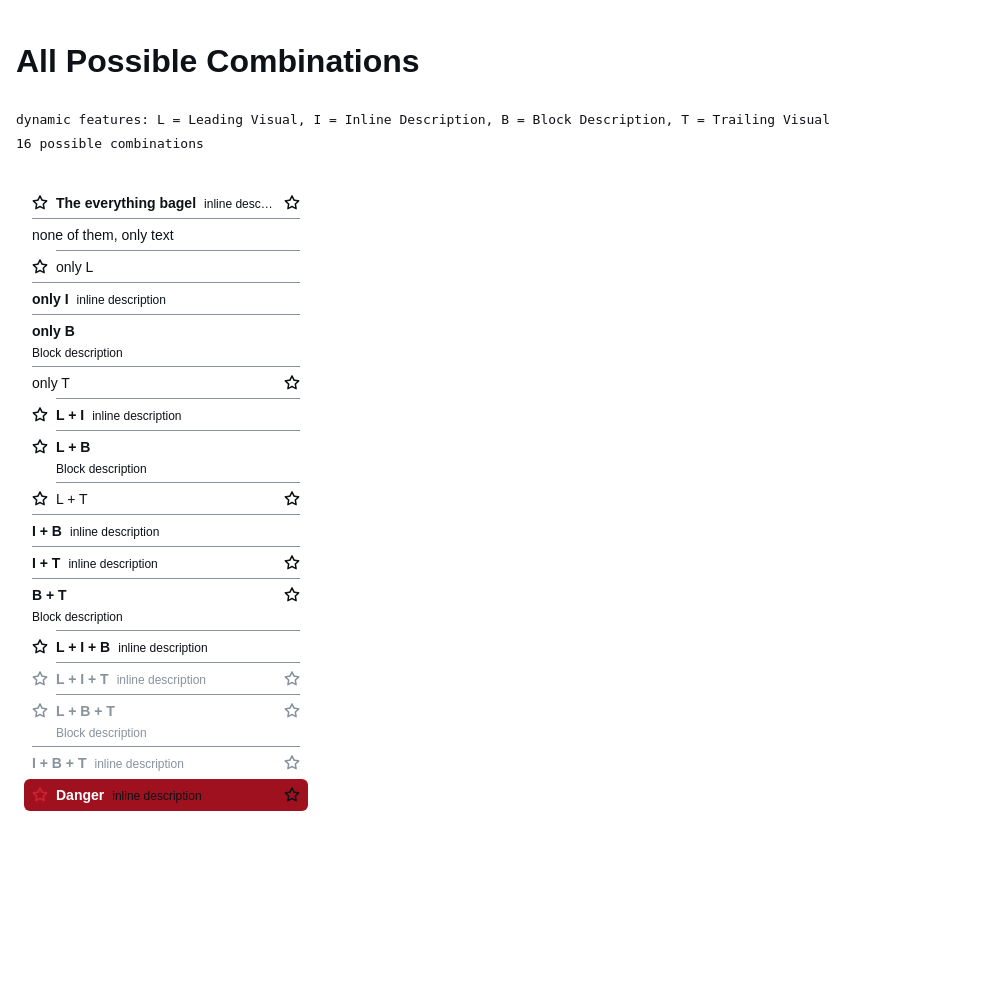 All Possible Combinations
dynamic features: L = Leading Visual, I = Inline Description, B = Block Description, T = Trailing Visual
16 possible combinations
The everything bagel inline desc…
none of them, only text
only L
only I inline description
only B
Block description
only T
L + I inline description
L + B
Block description
L + T
I + B inline description
I + T inline description
B + T
Block description
L + I + B inline description
L + I + T inline description
L + B + T
Block description
I + B + T inline description
Danger inline description